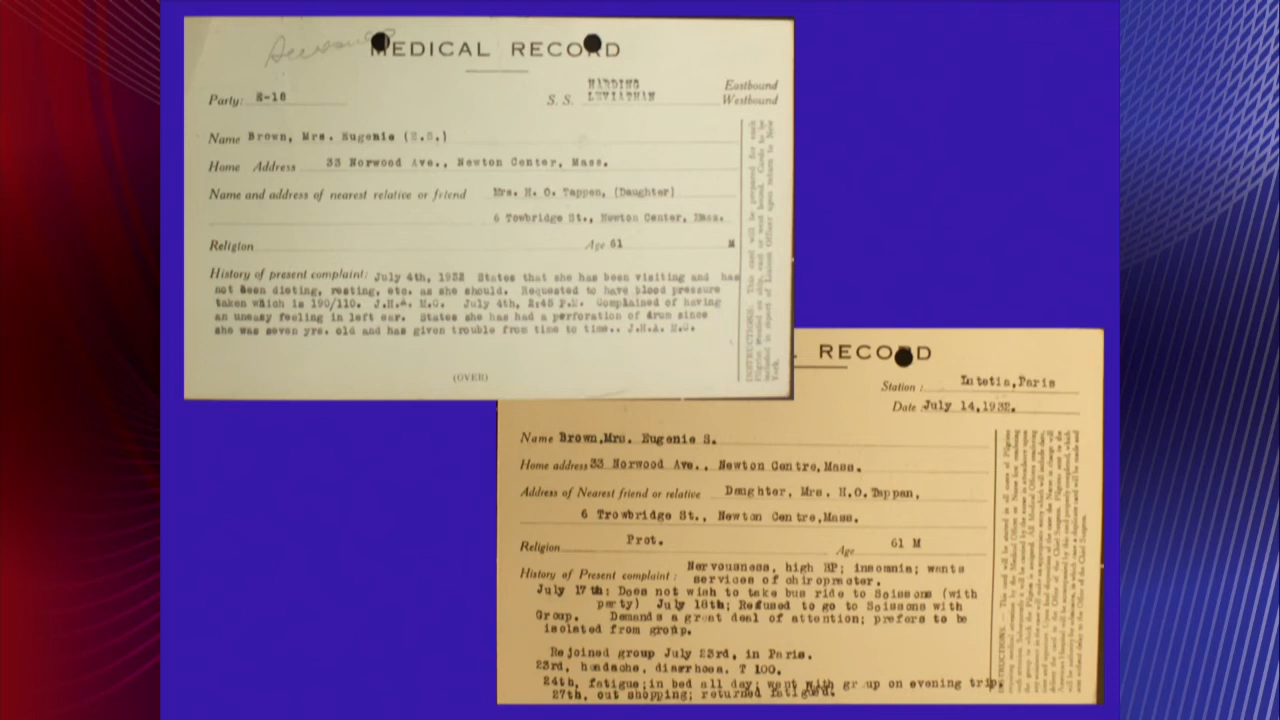 MEDICAL RECORD
Party: E-18
S. S. HARDING
LEVIATHAN
Eastbound
Westbound
Name Brown, Mrs. Eugenie (E.S.)
Home Address 33 Norwood Ave., Newton Center, Mass.
Name and address of nearest relative or friend Mrs. H. O. Tappen, (Daughter)
6 Towbridge St., Newton Center, Mass.
Religion Age 61 M
History of present complaint: July 4th, 1932 States that she has been visiting and has
not been dieting, resting, etc. as she should. Requested to have blood pressure
taken which is 190/110. J.H.A. M.C. July 4th, 2:45 P.M. Complained of having
an uneasy feeling in left ear. States she has had a perforation of drum since
she was seven yrs. old and has given trouble from time to time.. J.H.A. M.C.
(OVER)
INSTRUCTIONS: This card will be prepared for each
RECORD
Station: Lutetia,Paris
Date July 14,1932.
Name Brown,Mrs. Eugenie S.
Home address 33 Norwood Ave., Newton Centre,Mass.
Address of Nearest friend or relative Daughter, Mrs. H.O.Tappan,
6 Trowbridge St., Newton Centre,Mass.
Religion Prot. Age 61 M
History of Present complaint: Nervousness, high BP; insomnia; wants
services of chiropractor.
July 17th: Does not wish to take bus ride to Soissons (with
party) July 18th; Refused to go to Soissons with
Group. Demands a great deal of attention; prefers to be
isolated from group.
Rejoined group July 23rd, in Paris.
23rd, headache, diarrhoea. T 100.
24th, fatigue;in bed all day; went with group on evening trip.
27th, out shopping; returned fatigued.